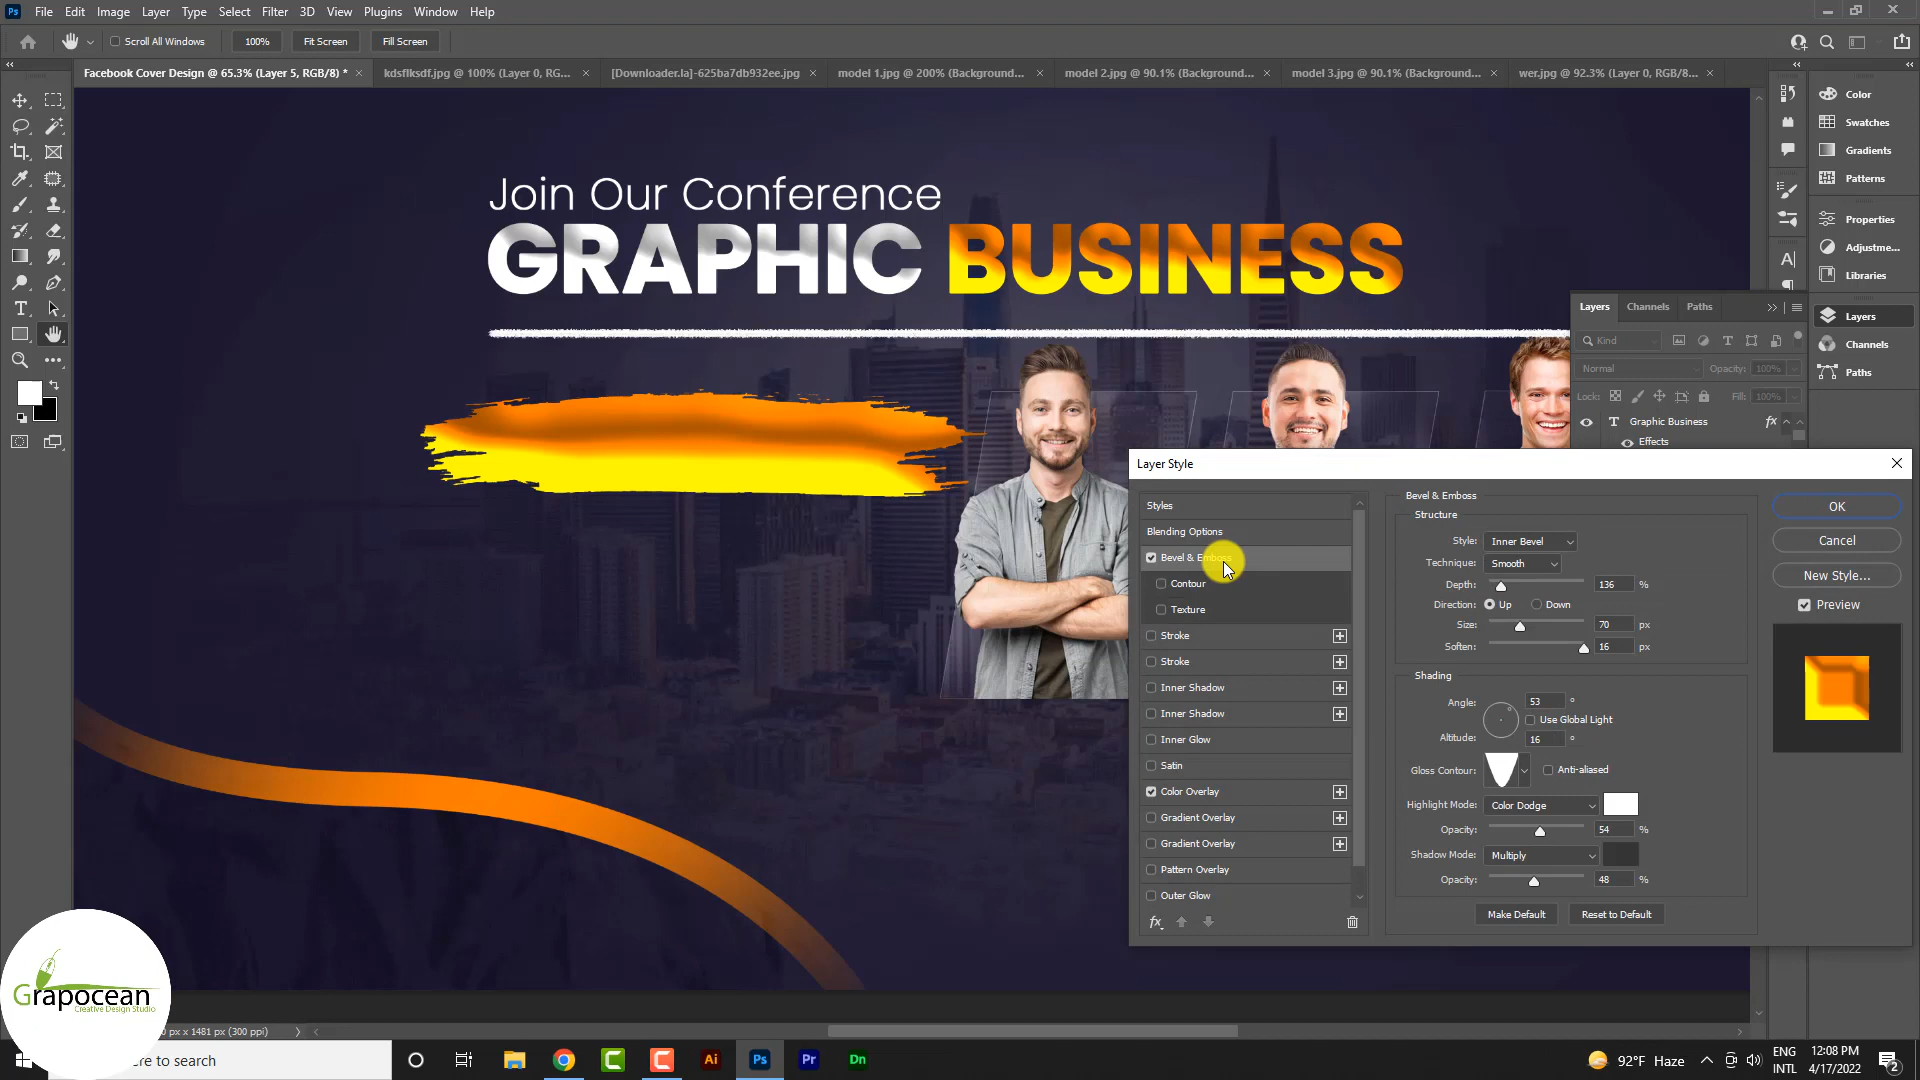 Ps File Edit Image Layer Type Select Filter 3D View Plugins Window Help
Scroll All Windows 100% Fit Screen Fill Screen
Facebook Cover Design @ 65.3% (Layer 5, RGB/8) * × kdsflksdf.jpg @ 100% (Layer 0, RG... × [Downloader.la]-625ba7db932ee.jpg × model 1.jpg @ 200% (Background... × model 2.jpg @ 90.1% (Background... × model 3.jpg @ 90.1% (Background... × wer.jpg @ 92.3% (Layer 0, RGB/8... ×
Color
Swatches
Gradients
Patterns
Properties
Adjustme...
Libraries
Layers
Channels
Paths
Join Our Conference
GRAPHIC BUSINESS
Layers Channels Paths
Kind
Normal Opacity: 100%
Lock: Fill: 100%
T Graphic Business fx
Effects
Layer Style
Styles
Blending Options
Bevel & Emboss
Contour
Texture
Stroke
Stroke
Inner Shadow
Inner Shadow
Inner Glow
Satin
Color Overlay
Gradient Overlay
Gradient Overlay
Pattern Overlay
Outer Glow
fx
Bevel & Emboss
Structure
Style: Inner Bevel
Technique: Smooth
Depth: 136 %
Direction: Up Down
Size: 70 px
Soften: 16 px
Shading
Angle: 53 °
Use Global Light
Altitude: 16 °
Gloss Contour: Anti-aliased
Highlight Mode: Color Dodge
Opacity: 54 %
Shadow Mode: Multiply
Opacity: 48 %
Make Default Reset to Default
OK
Cancel
New Style...
Preview
Grapocean
Creative Design Studio
px x 1481 px (300 ppi)
ere to search
Ai Ps Pr Dn
92°F Haze
ENG
INTL
12:08 PM
4/17/2022
2